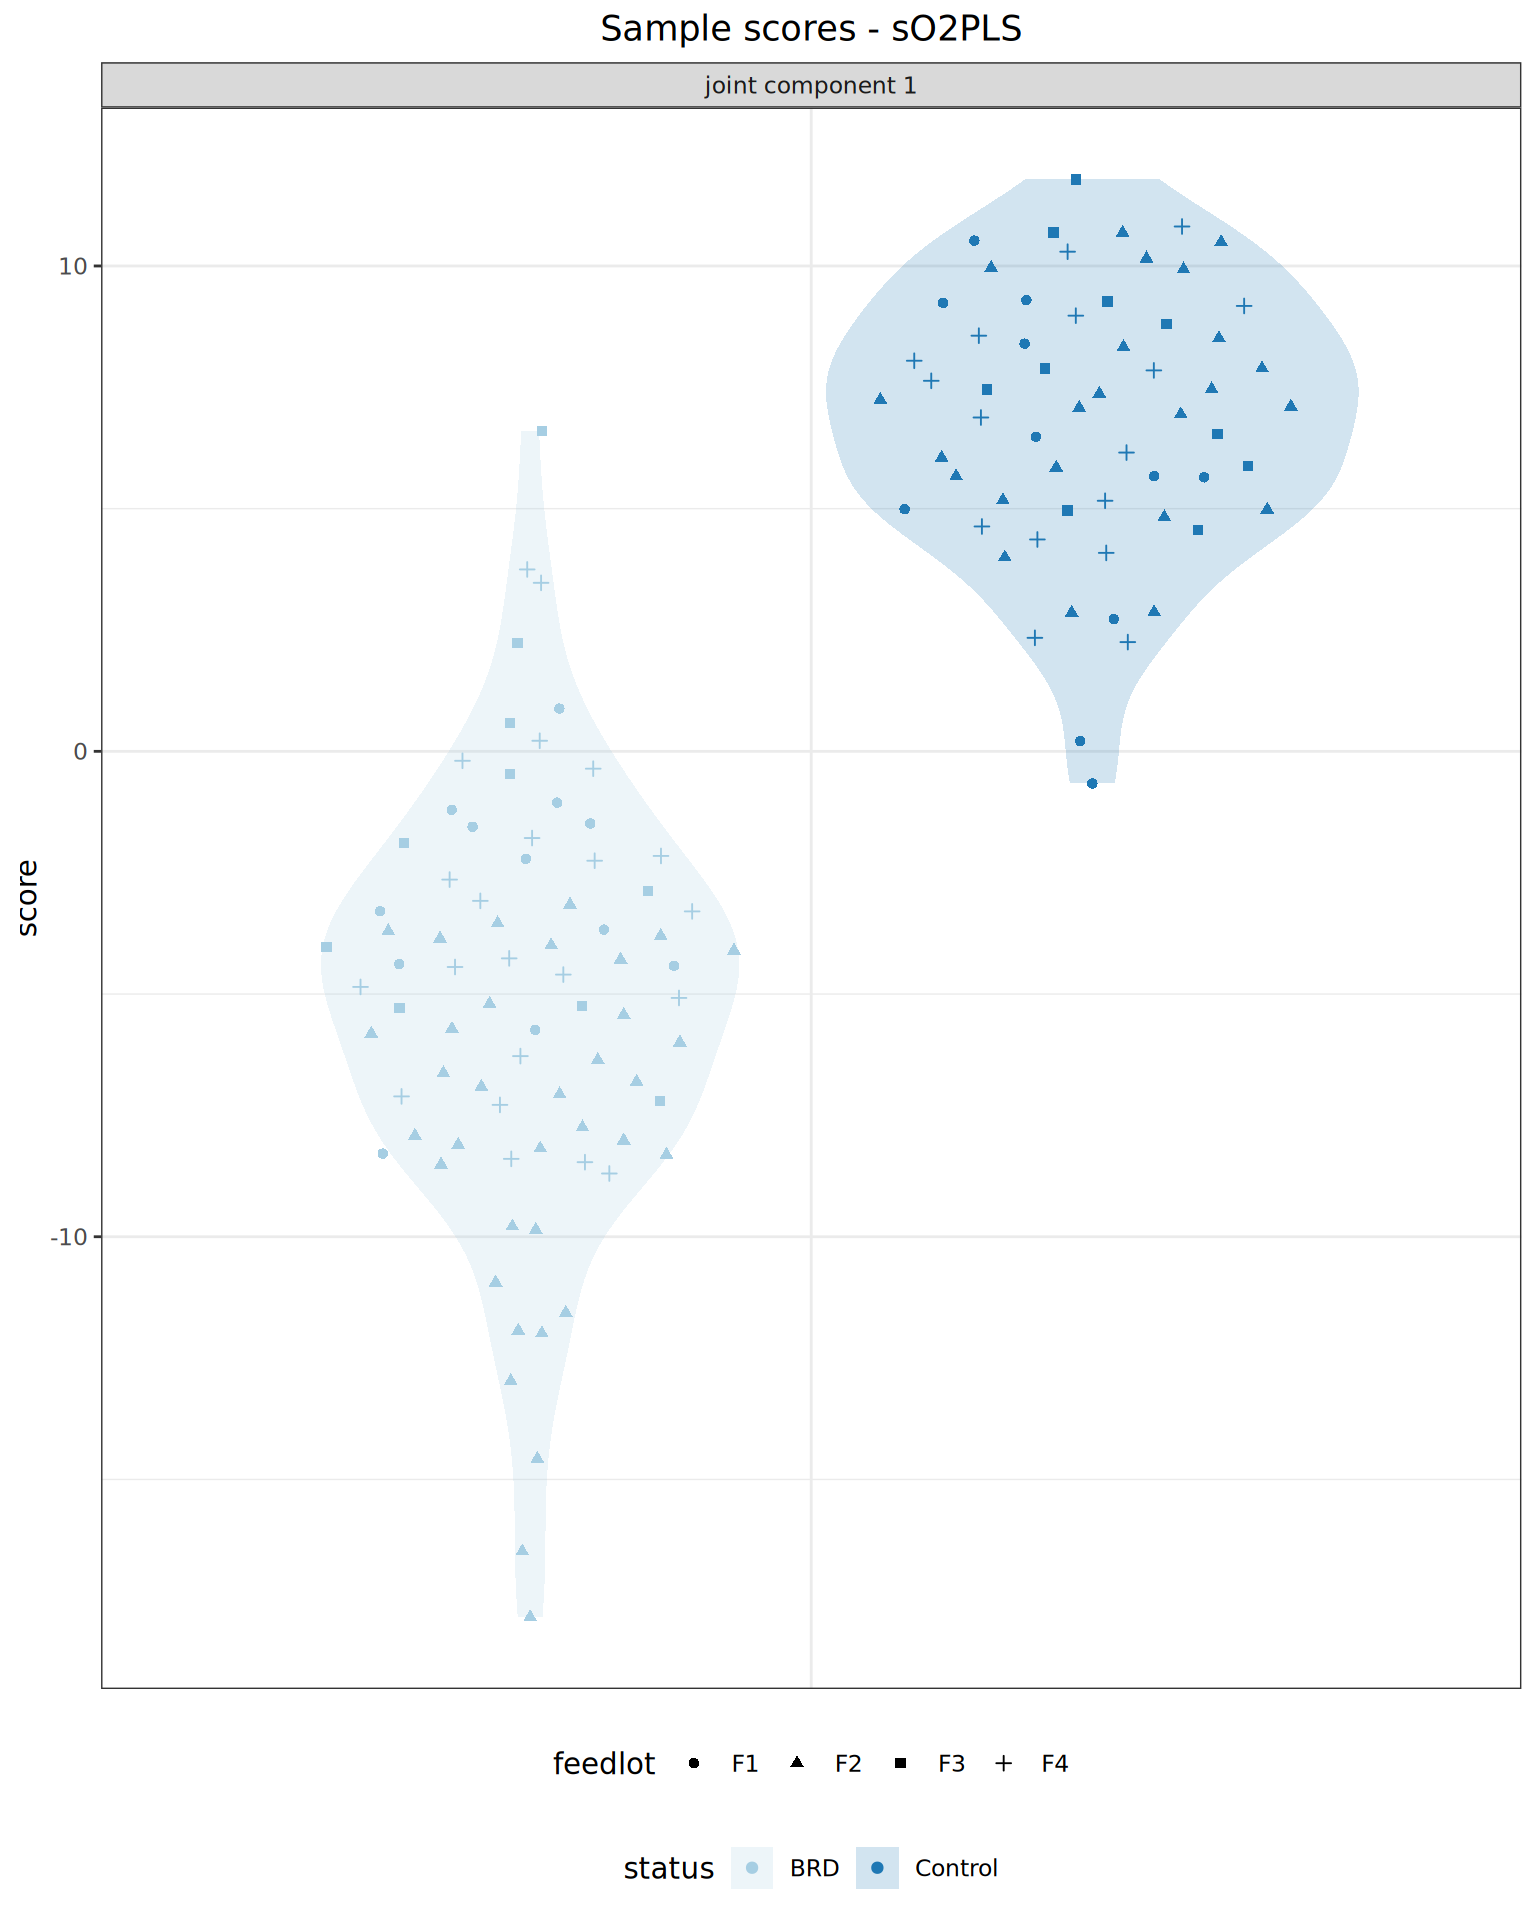 Sample scores - sO2PLS
joint component 1
10
0
-10
score
feedlot F1 F2 F3 F4
status BRD Control